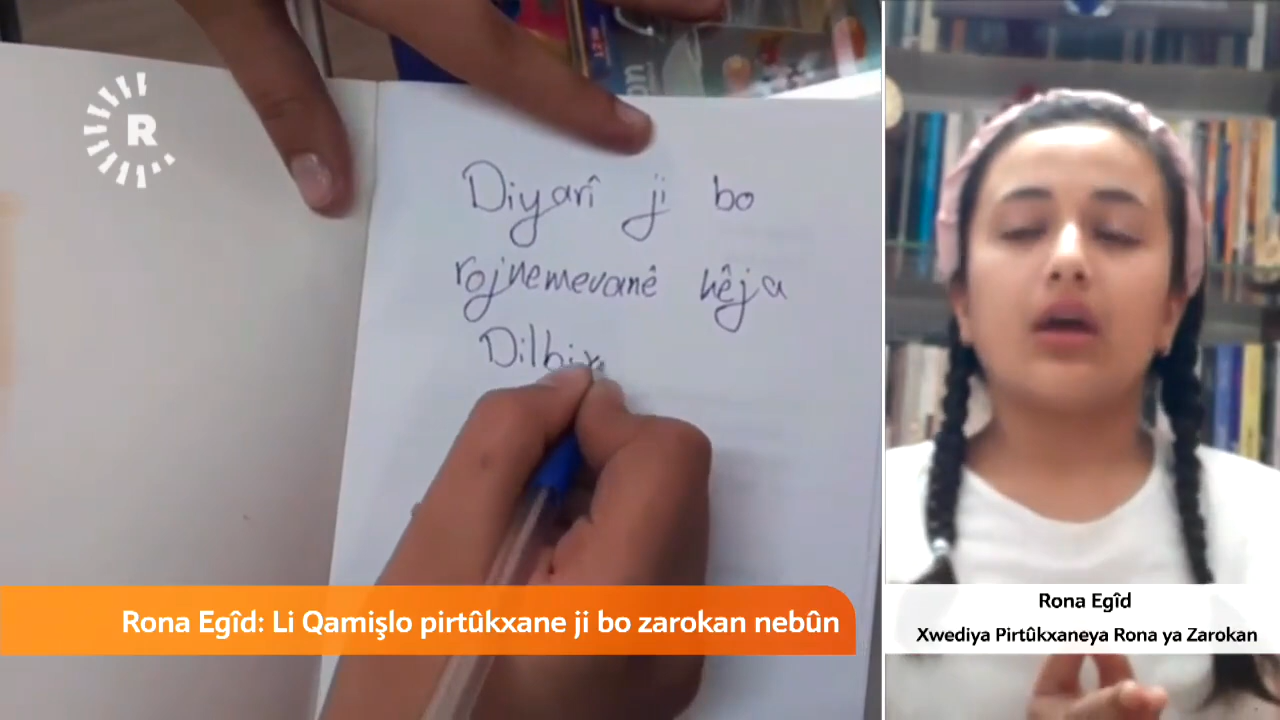 R
Diyarî ji bo
rojnemevanê hêja
Dilbix
Rona Egîd: Li Qamişlo pirtûkxane ji bo zarokan nebûn
Rona Egîd
Xwediya Pirtûkxaneya Rona ya Zarokan